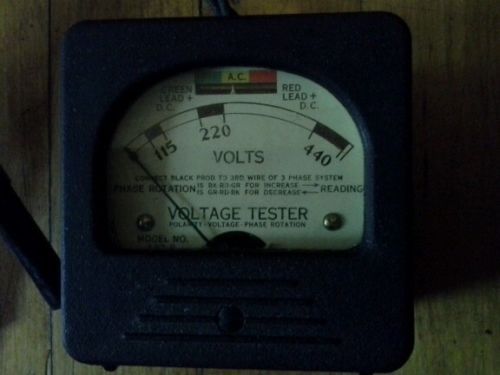 A.C.
GREEN LEAD + D.C.
RED LEAD + D.C.
115 220 440
VOLTS
CONNECT BLACK PROD TO 3RD WIRE OF 3 PHASE SYSTEM
PHASE ROTATION IS BK-RD-GR FOR INCREASE READING
IS GR-RD-BK FOR DECREASE
VOLTAGE TESTER
POLARITY-VOLTAGE-PHASE ROTATION
MODEL NO.